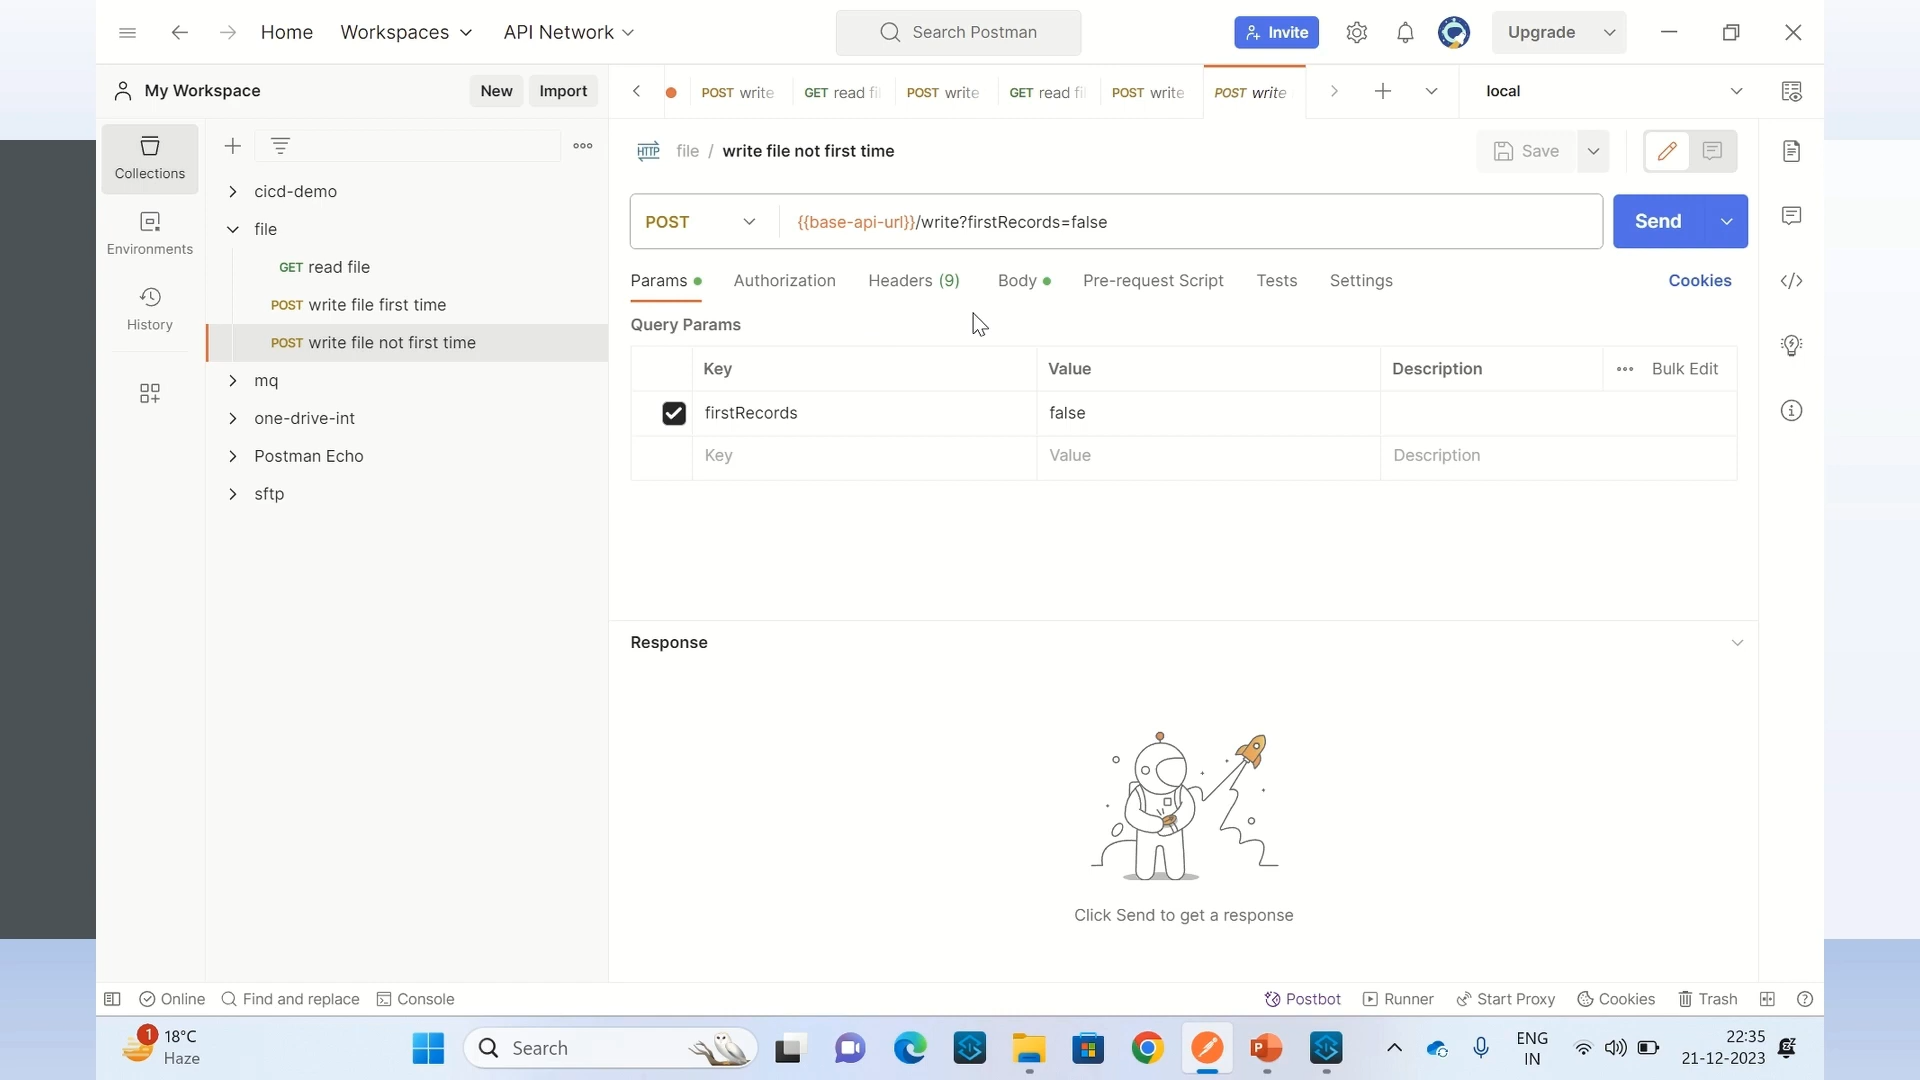 Home Workspaces API Network Search Postman Invite Upgrade
My Workspace New Import
POST write GET read fi POST write GET read fi POST write POST write local
Collections
Environments
History
cicd-demo
file
GET read file
POST write file first time
POST write file not first time
mq
one-drive-int
Postman Echo
sftp
HTTP file / write file not first time Save
POST {{base-api-url}}/write?firstRecords=false Send
Params Authorization Headers (9) Body Pre-request Script Tests Settings Cookies
Query Params
Key Value Description Bulk Edit
firstRecords false
Key Value Description
Response
Click Send to get a response
Online Find and replace Console Postbot Runner Start Proxy Cookies Trash
1 18°C
Haze
Search
ENG
IN
22:35
21-12-2023